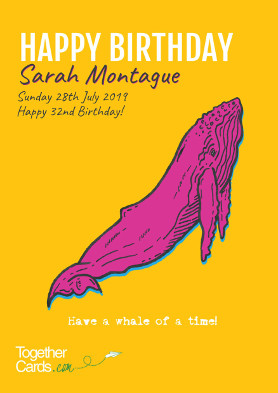 HAPPY BIRTHDAY
Sarah Montague
Sunday 28th July 2019
Happy 32nd Birthday!
Have a whale of a time!
Together
Cards.com